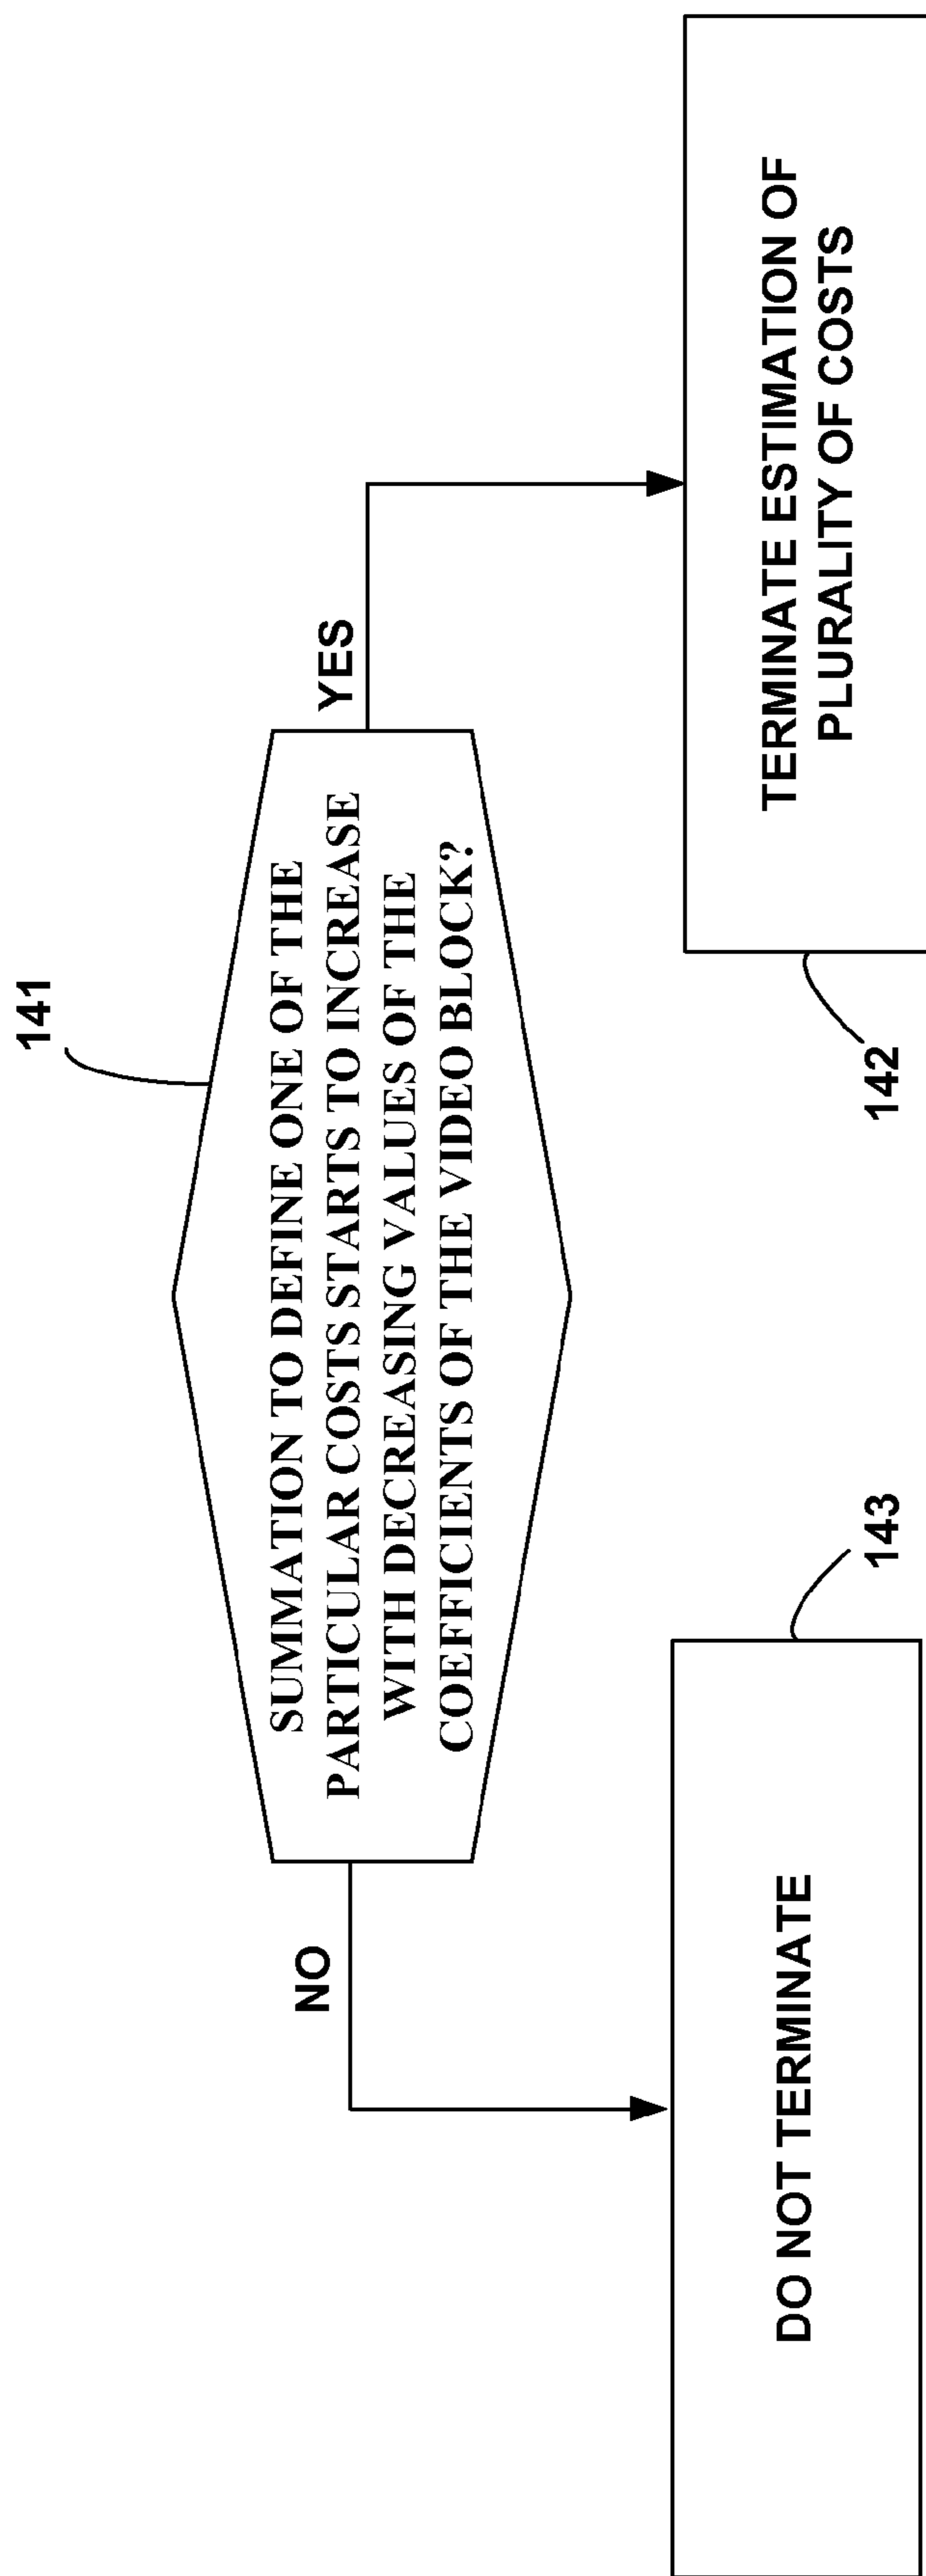 141
SUMMATION TO DEFINE ONE OF THE
PARTICULAR COSTS STARTS TO INCREASE
WITH DECREASING VALUES OF THE
COEFFICIENTS OF THE VIDEO BLOCK?
NO
YES
143
DO NOT TERMINATE
142
TERMINATE ESTIMATION OF
PLURALITY OF COSTS